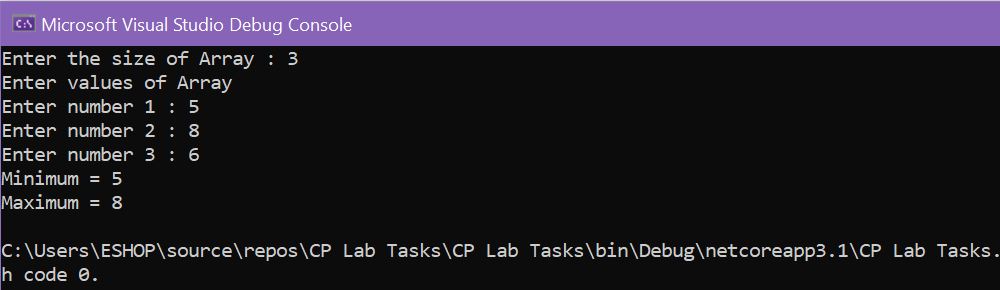 C:\ Microsoft Visual Studio Debug Console
Enter the size of Array : 3
Enter values of Array
Enter number 1 : 5
Enter number 2 : 8
Enter number 3 : 6
Minimum = 5
Maximum = 8
C:\Users\ESHOP\source\repos\CP Lab Tasks\CP Lab Tasks\bin\Debug\netcoreapp3.1\CP Lab Tasks.
h code 0.